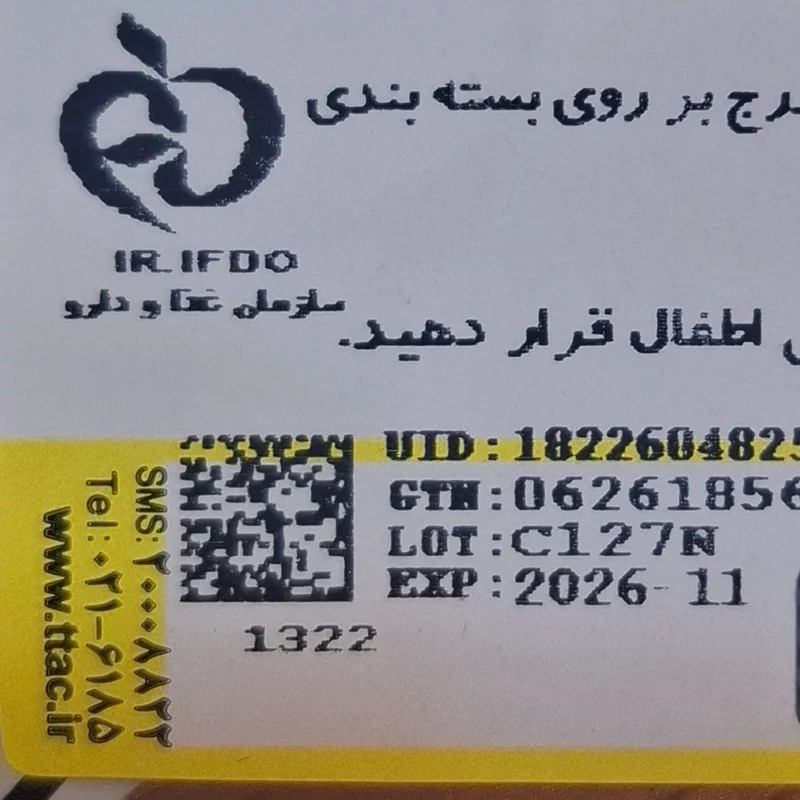 درج بر روی بسته بندی
IR.IFDO
سازمان غذا و دارو
اطفال قرار دهید.
UID:1822604825
GTN:06261856
LOT:C127N
EXP:2026-11
1322
SMS: ۲۰۰۰۸۸۲۲
Tel: ۰۲۱-۶۱۸۵
www.ttac.ir